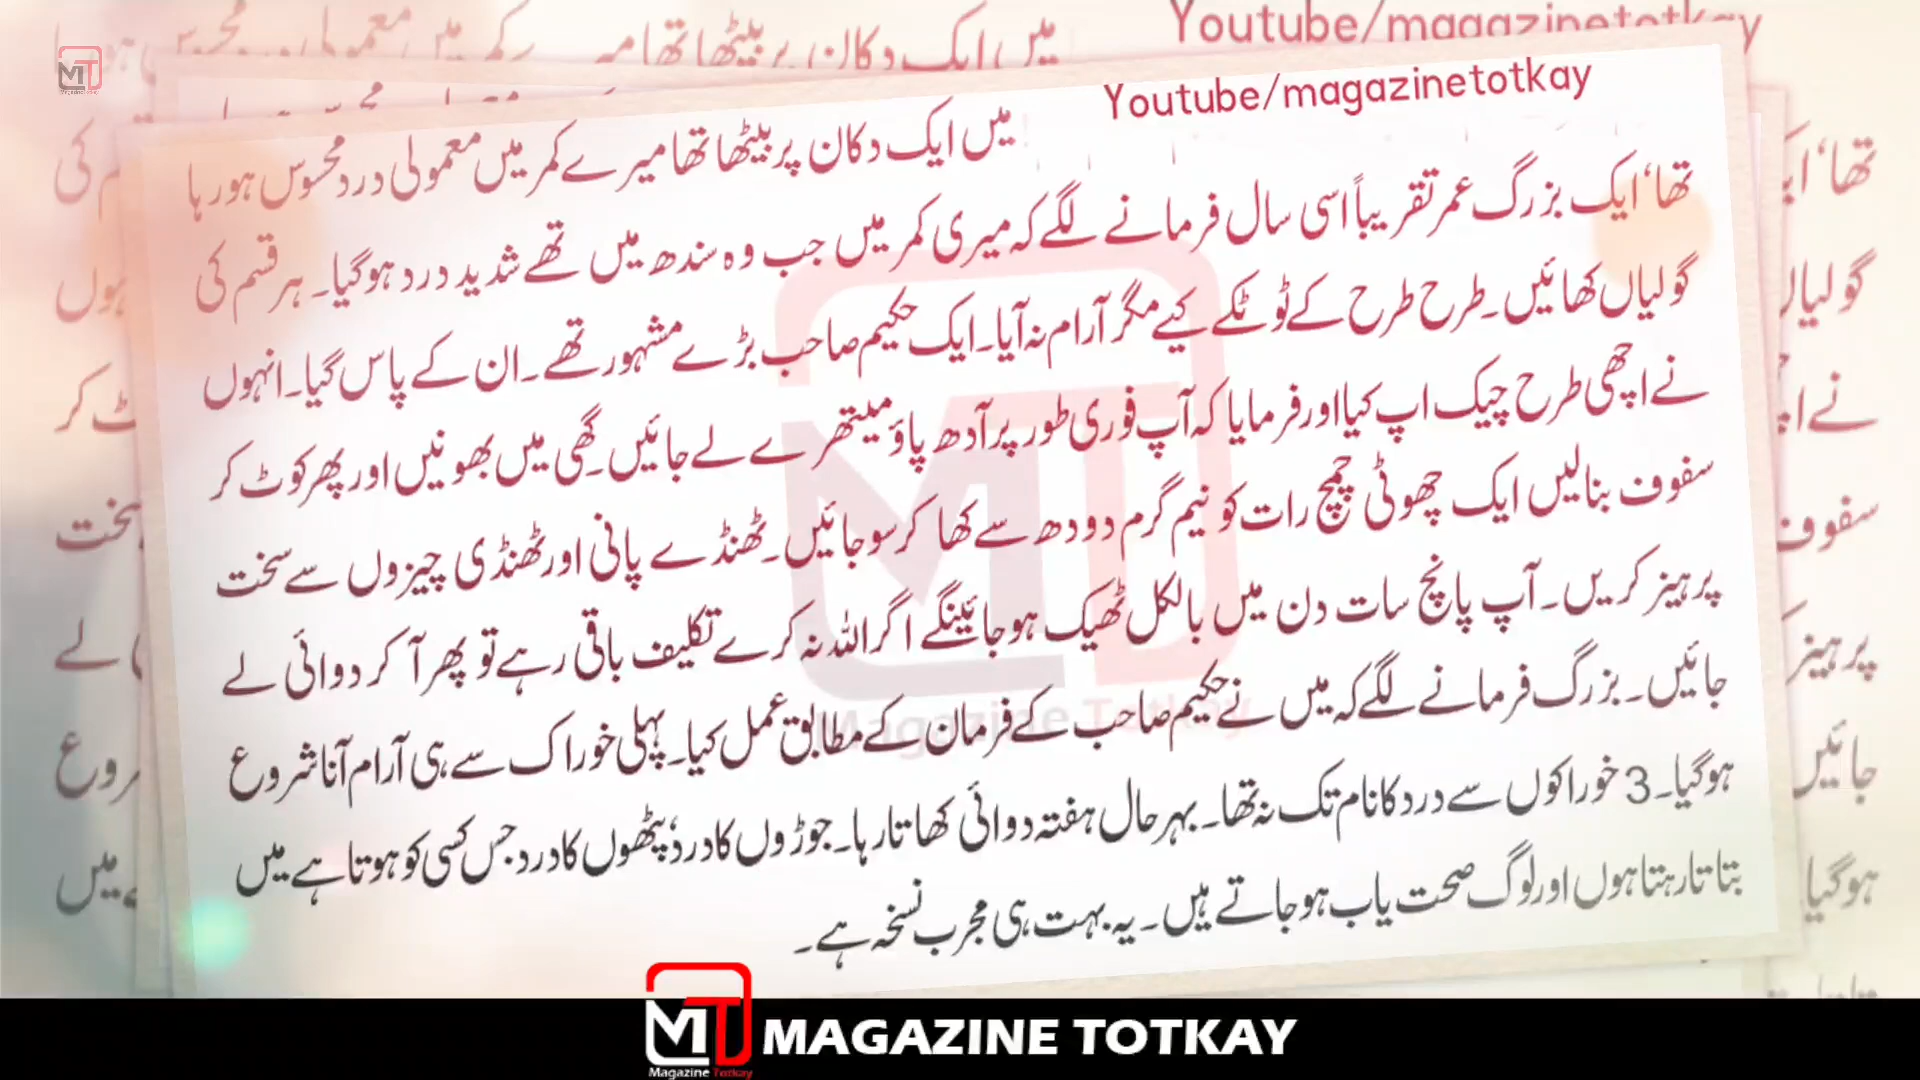 Youtube/magazinetotkay
میں ایک دکان پر بیٹھا تھا میرے کمر میں معمولی درد محسوس ہو رہا
تھا‘ ایک بزرگ عمر تقریباً اسی سال فرمانے لگے کہ میری کمر میں جب وہ سندھ میں تھے شدید درد ہو گیا۔ ہر قسم کی
گولیاں کھائیں۔ طرح طرح کے ٹوٹکے کیے مگر آرام نہ آیا۔ ایک حکیم صاحب بڑے مشہور تھے۔ ان کے پاس گیا۔ انہوں
نے اچھی طرح چیک اپ کیا اور فرمایا کہ آپ فوری طور پر آدھ پاؤ میتھرے لے جائیں۔ گھی میں بھونیں اور پھر کوٹ کر
سفوف بنالیں ایک چھوٹی چمچ رات کو نیم گرم دودھ سے کھا کر سو جائیں۔ ٹھنڈے پانی اور ٹھنڈی چیزوں سے سخت
پرہیز کریں۔ آپ پانچ سات دن میں بالکل ٹھیک ہو جائینگے اگر اللہ نہ کرے تکلیف باقی رہے تو پھر آ کر دوائی لے
جائیں۔ بزرگ فرمانے لگے کہ میں نے حکیم صاحب کے فرمان کے مطابق عمل کیا۔ پہلی خوراک سے ہی آرام آنا شروع
ہو گیا۔ 3 خوراکوں سے درد کا نام تک نہ تھا۔ بہر حال ہفتہ دوائی کھاتا رہا۔ جوڑوں کا درد‘ پٹھوں کا درد جس کسی کو ہوتا ہے میں
بتاتا رہتا ہوں اور لوگ صحت یاب ہو جاتے ہیں۔ یہ بہت ہی مجرب نسخہ ہے۔
MT MAGAZINE TOTKAY
Magazine Totkay